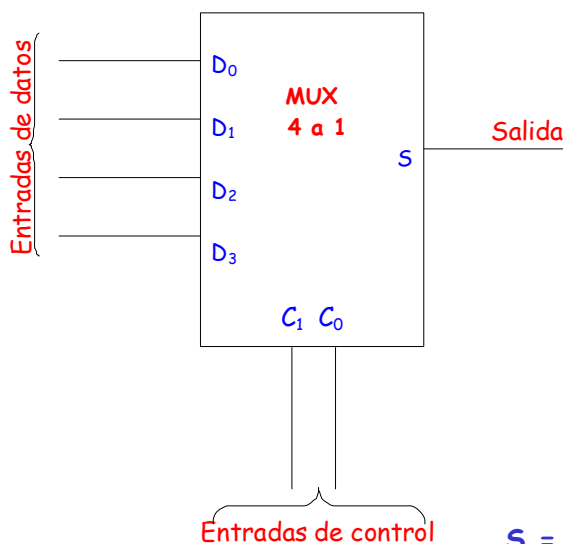 Entradas de datos
D₀
D₁
D₂
D₃
MUX
4 a 1
S
Salida
C₁ C₀
Entradas de control
S =